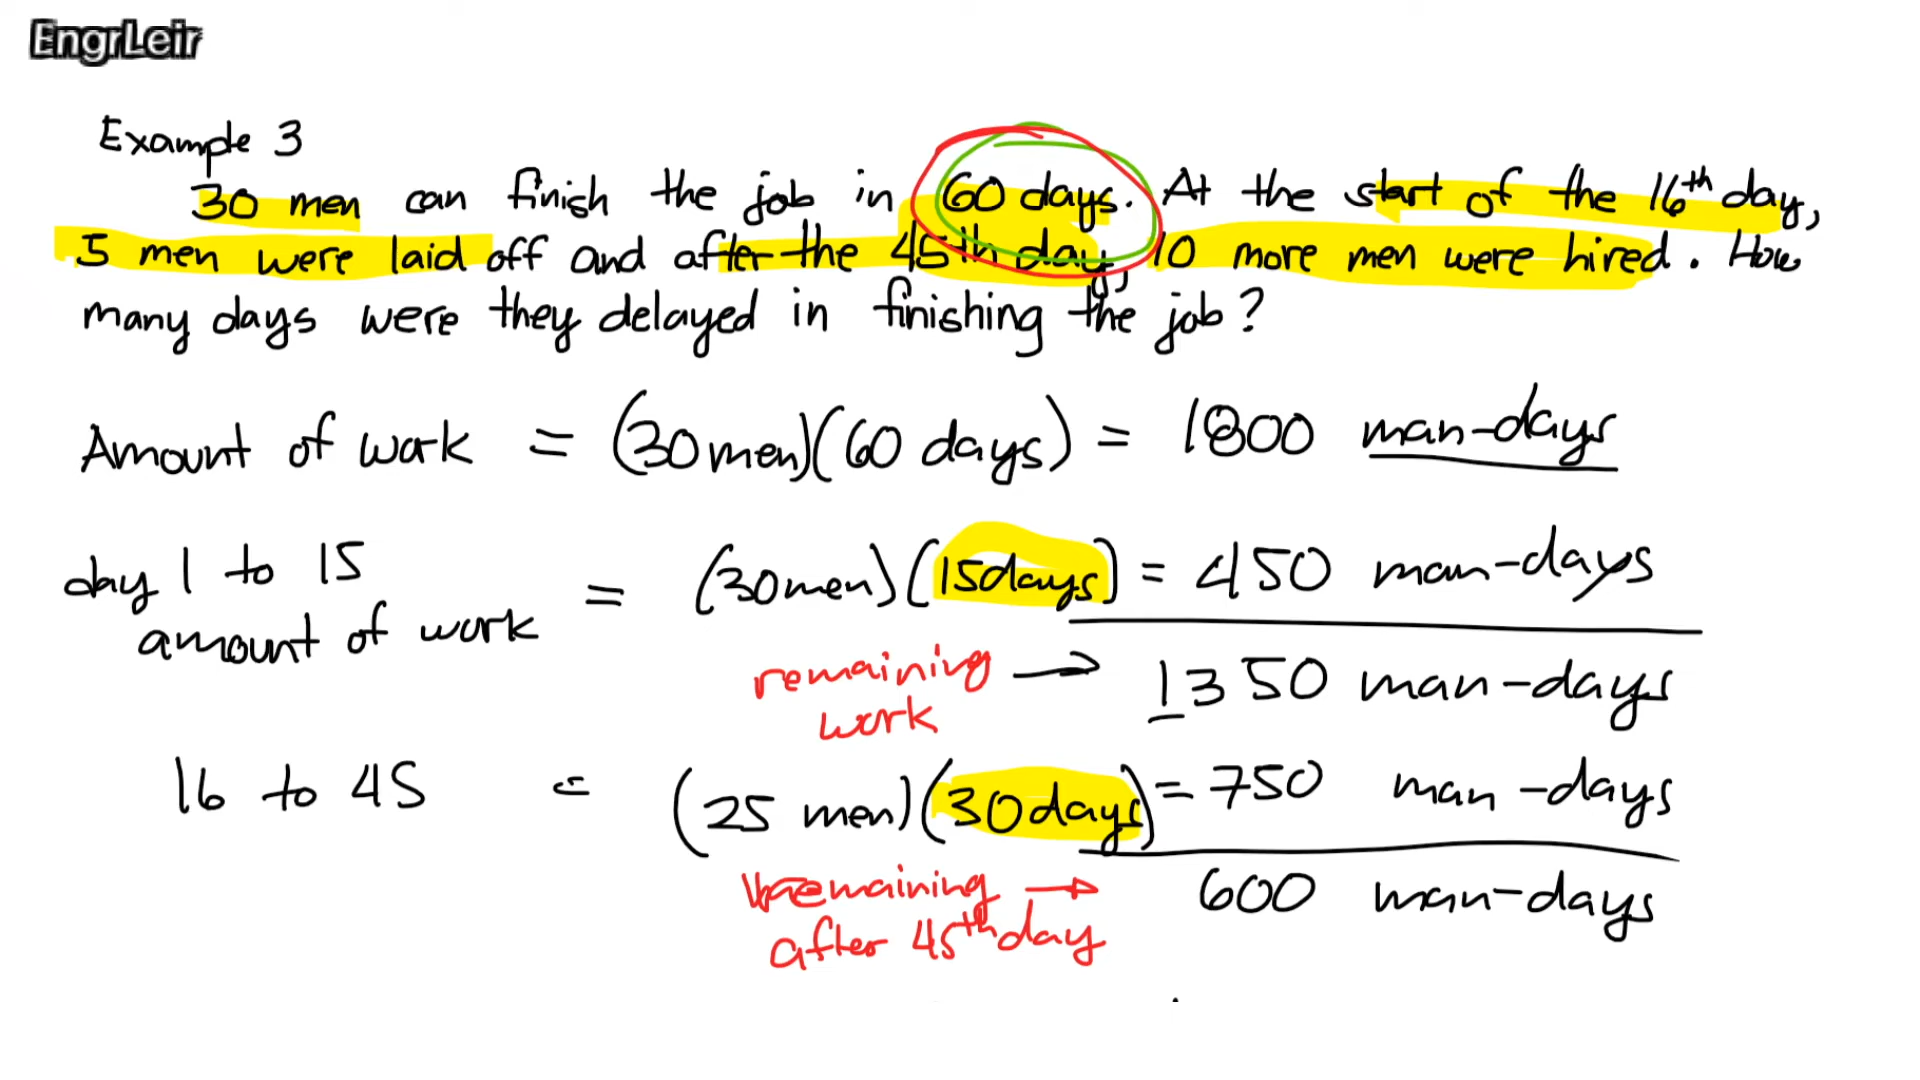 EngrLeir
Example 3
30 men can finish the job in 60 days. At the start of the 16th day,
5 men were laid off and after the 45th day, 10 more men were hired. How
many days were they delayed in finishing the job?
Amount of work = (30 men)(60 days) = 1800 man-days
day 1 to 15
amount of work = (30 men)(15 days) = 450 man-days
remaining work → 1350 man-days
16 to 45 = (25 men)(30 days) = 750 man-days
remaining → 600 man-days
after 45th day